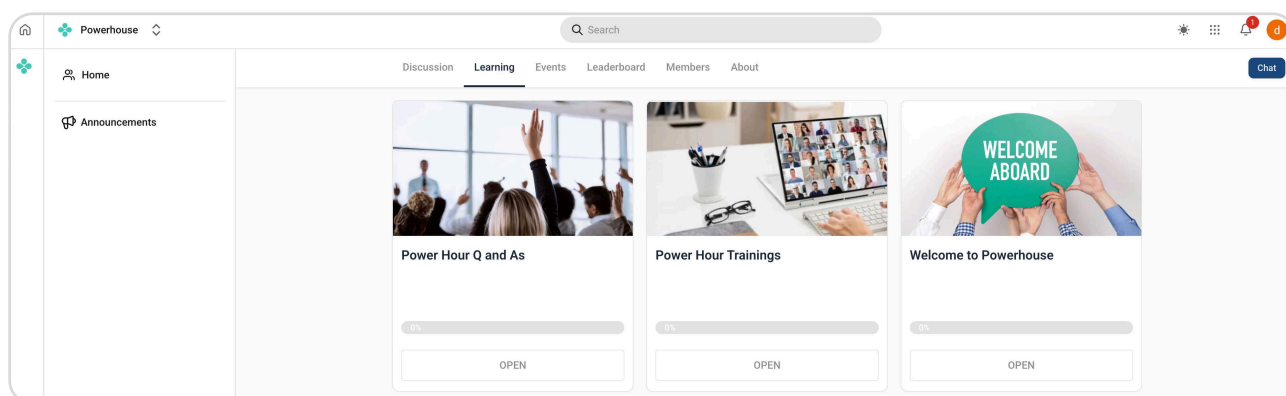 Powerhouse
Search
1
d
Home
Announcements
Discussion Learning Events Leaderboard Members About
Chat
WELCOME
ABOARD
Power Hour Q and As
Power Hour Trainings
Welcome to Powerhouse
0%
0%
0%
OPEN
OPEN
OPEN